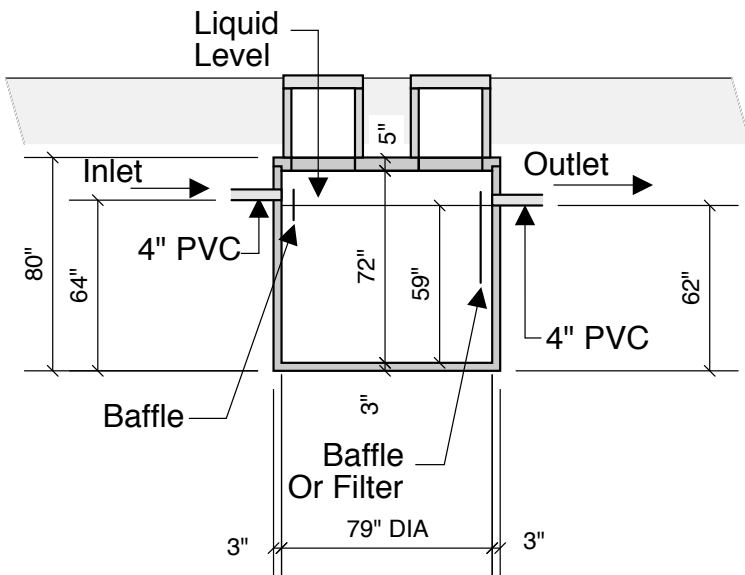 Liquid
Level
5"
Inlet
Outlet
4" PVC
80"
64"
72"
59"
62"
4" PVC
Baffle
3"
Baffle
Or Filter
3"
79" DIA
3"